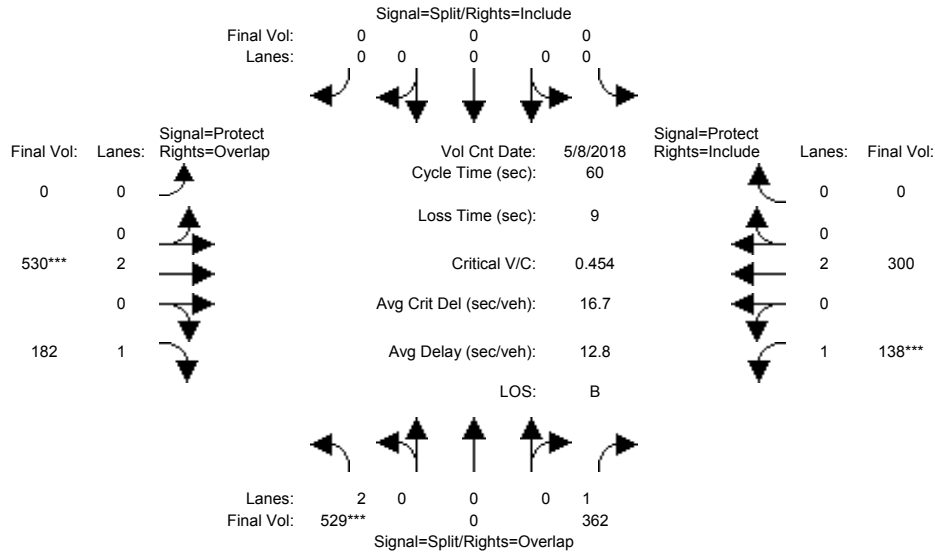 Signal=Split/Rights=Include
Final Vol: 0 0 0
Lanes: 0 0 0 0 0
Signal=Protect Signal=Protect
Final Vol: Lanes: Rights=Overlap Vol Cnt Date: 5/8/2018 Rights=Include Lanes: Final Vol:
Cycle Time (sec): 60
0 0 0 0
Loss Time (sec): 9
0 0
530*** 2 Critical V/C: 0.454 2 300
0 Avg Crit Del (sec/veh): 16.7 0
182 1 Avg Delay (sec/veh): 12.8 1 138***
LOS: B
Lanes: 2 0 0 0 1
Final Vol: 529*** 0 362
Signal=Split/Rights=Overlap